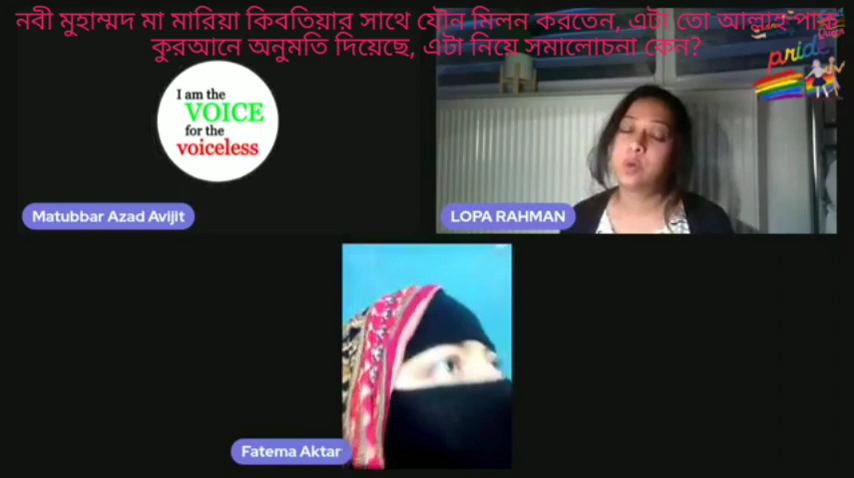 নবী মুহাম্মদ মা মারিয়া কিবতিয়ার সাথে যৌন মিলন করতেন, এটা তো আল্লাহ পাক
কুরআনে অনুমতি দিয়েছে, এটা নিয়ে সমালোচনা কেন?
pride
I am the
VOICE
for the
voiceless
Matubbar Azad Avijit
LOPA RAHMAN
Fatema Aktar